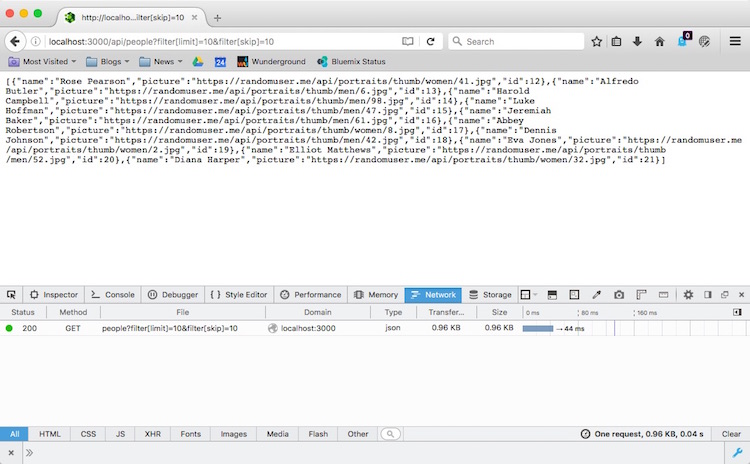 http://localho...ilter[skip]=10
localhost:3000/api/people?filter[limit]=10&filter[skip]=10
Search
0
Most Visited
Blogs
News
24
Wunderground
Bluemix Status
[{"name":"Rose Pearson","picture":"https://randomuser.me/api/portraits/thumb/women/41.jpg","id":12},{"name":"Alfredo
Butler","picture":"https://randomuser.me/api/portraits/thumb/men/6.jpg","id":13},{"name":"Harold
Campbell","picture":"https://randomuser.me/api/portraits/thumb/men/98.jpg","id":14},{"name":"Luke
Hoffman","picture":"https://randomuser.me/api/portraits/thumb/men/47.jpg","id":15},{"name":"Jeremiah
Baker","picture":"https://randomuser.me/api/portraits/thumb/men/61.jpg","id":16},{"name":"Abbey
Robertson","picture":"https://randomuser.me/api/portraits/thumb/women/8.jpg","id":17},{"name":"Dennis
Johnson","picture":"https://randomuser.me/api/portraits/thumb/men/42.jpg","id":18},{"name":"Eva Jones","picture":"https://randomuser.me
/api/portraits/thumb/women/2.jpg","id":19},{"name":"Elliot Matthews","picture":"https://randomuser.me/api/portraits/thumb
/men/52.jpg","id":20},{"name":"Diana Harper","picture":"https://randomuser.me/api/portraits/thumb/women/32.jpg","id":21}]
Inspector
Console
Debugger
Style Editor
Performance
Memory
Network
Storage
Status
Method
File
Domain
Type
Transfer...
Size
0 ms
80 ms
160 ms
200
GET
people?filter[limit]=10&filter[skip]=10
localhost:3000
json
0.96 KB
0.96 KB
→ 44 ms
All
HTML
CSS
JS
XHR
Fonts
Images
Media
Flash
Other
One request, 0.96 KB, 0.04 s
Clear